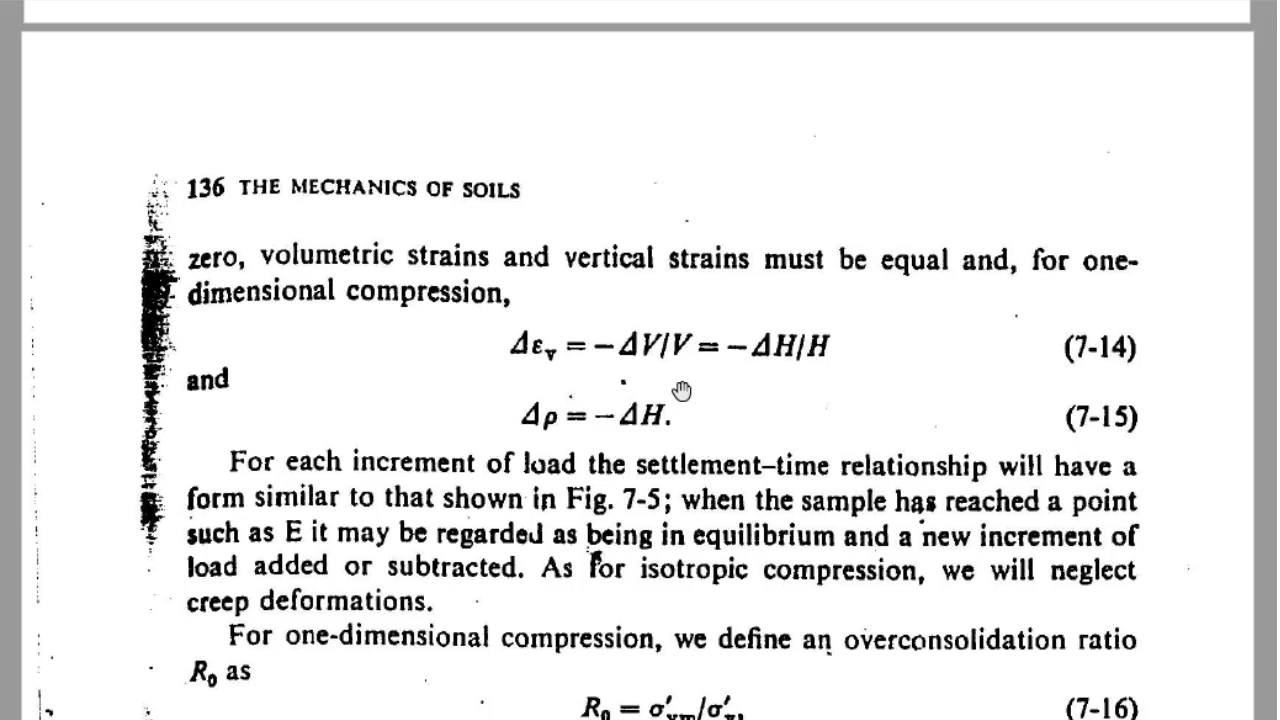 136 THE MECHANICS OF SOILS
zero, volumetric strains and vertical strains must be equal and, for one-
dimensional compression,
Δεᵥ = −ΔV/V = −ΔH/H (7-14)
and
Δρ = −ΔH. (7-15)
For each increment of load the settlement–time relationship will have a
form similar to that shown in Fig. 7-5; when the sample has reached a point
such as E it may be regarded as being in equilibrium and a new increment of
load added or subtracted. As for isotropic compression, we will neglect
creep deformations.
For one-dimensional compression, we define an overconsolidation ratio
R₀ as
R₀ = σ′vm/σ′v, (7-16)